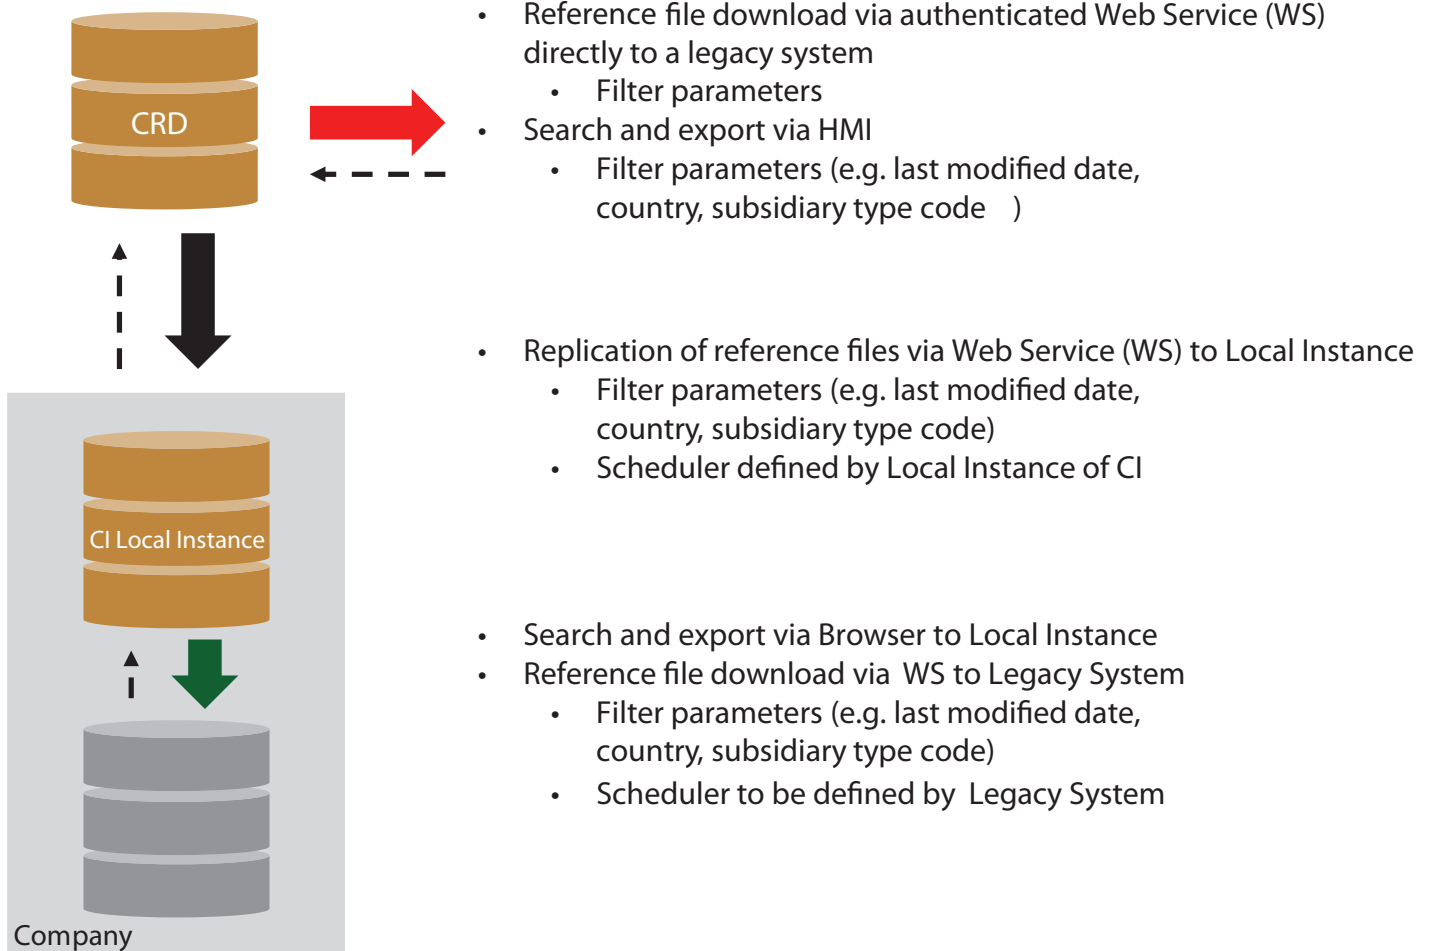 • Reference file download via authenticated Web Service (WS)
directly to a legacy system
• Filter parameters
• Search and export via HMI
• Filter parameters (e.g. last modified date,
country, subsidiary type code )
CRD
• Replication of reference files via Web Service (WS) to Local Instance
• Filter parameters (e.g. last modified date,
country, subsidiary type code)
• Scheduler defined by Local Instance of CI
CI Local Instance
• Search and export via Browser to Local Instance
• Reference file download via WS to Legacy System
• Filter parameters (e.g. last modified date,
country, subsidiary type code)
• Scheduler to be defined by Legacy System
Company